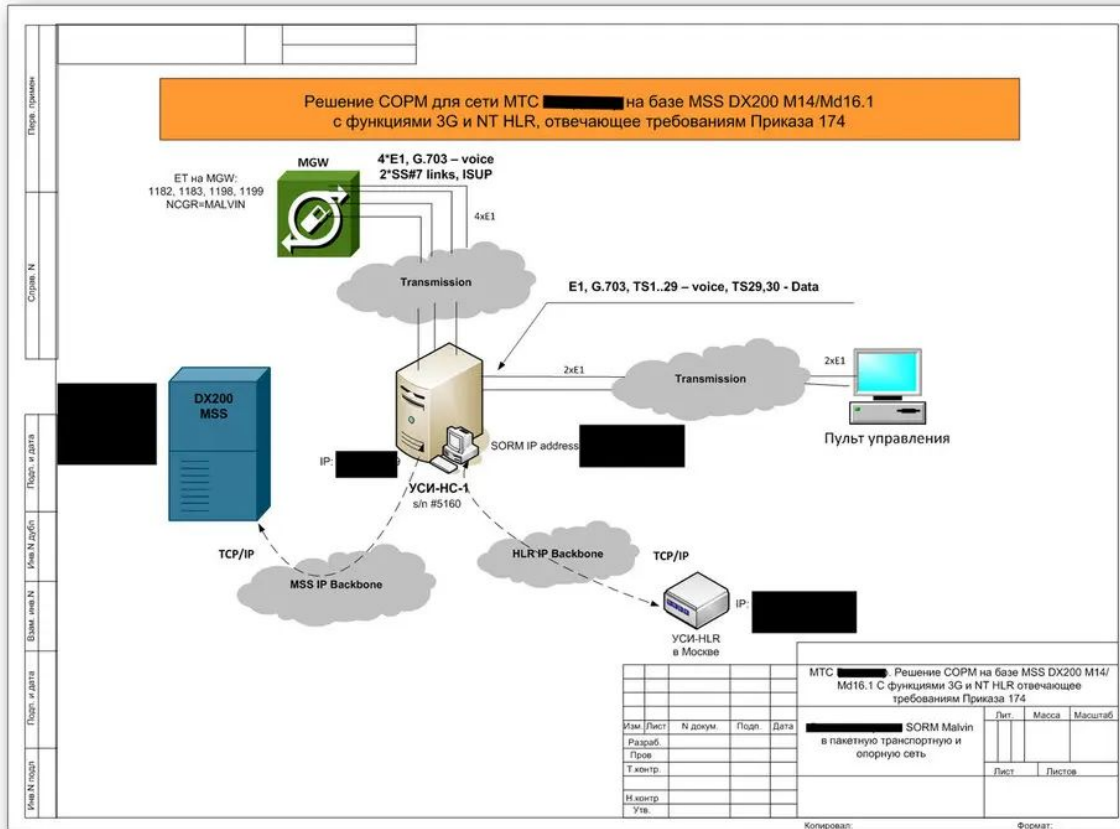 Перв. примен
Справ. N
Подп. и дата
Инв.N дубл
Взам. инв.N
Подп. и дата
Инв.N подл
Решение СОРМ для сети МТС на базе MSS DX200 M14/Md16.1
с функциями 3G и NT HLR, отвечающее требованиям Приказа 174
MGW
ET на MGW:
1182, 1183, 1198, 1199
NCGR=MALVIN
4*E1, G.703 – voice
2*SS#7 links, ISUP
4xE1
Transmission
E1, G.703, TS1..29 – voice, TS29,30 - Data
2xE1
Transmission
2xE1
Пульт управления
DX200
MSS
SORM IP address
IP:
УСИ-НС-1
s/n #5160
TCP/IP
MSS IP Backbone
HLR IP Backbone
TCP/IP
IP:
УСИ-HLR
в Москве
МТС . Решение СОРМ на базе MSS DX200 M14/
Md16.1 С функциями 3G и NT HLR отвечающее
требованиям Приказа 174
Изм. Лист N докум. Подп. Дата
Разраб.
Пров
Т.контр.
Н.контр
Утв.
SORM Malvin
в пакетную транспортную и
опорную сеть
Лит. Масса Масштаб
Лист Листов
Копировал: Формат: